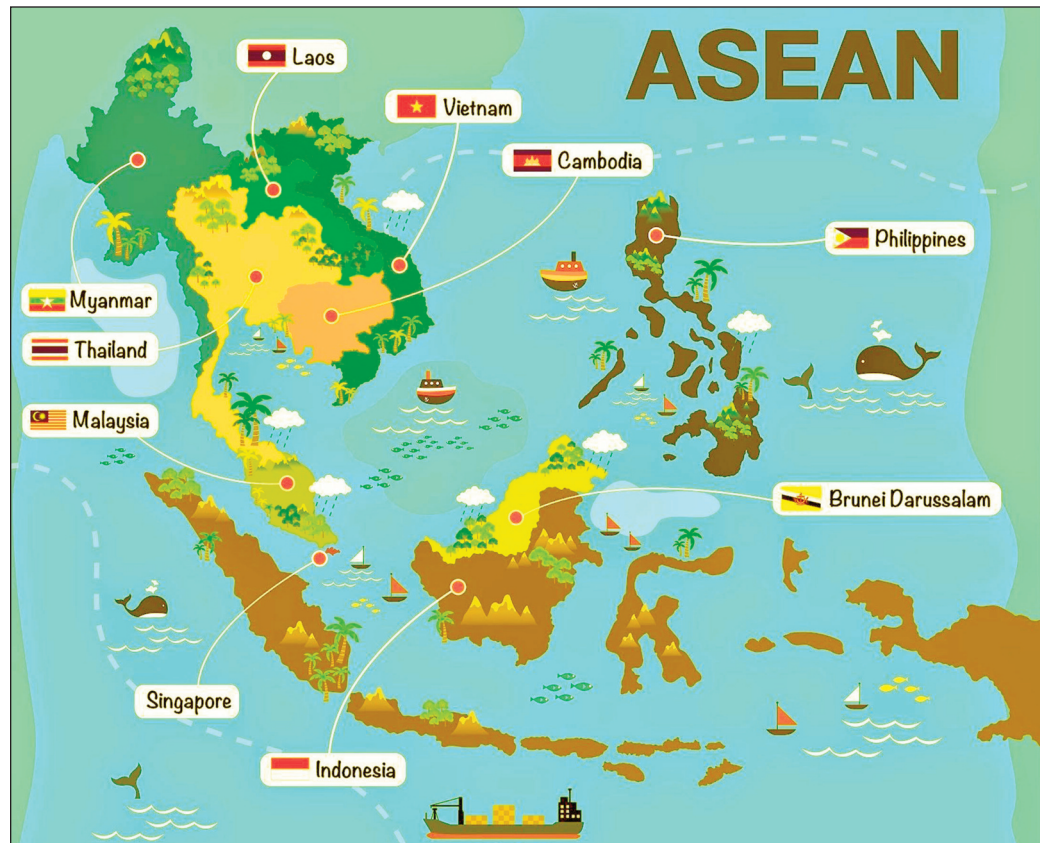 ASEAN
Laos
Vietnam
Cambodia
Philippines
Myanmar
Thailand
Malaysia
Brunei Darussalam
Singapore
Indonesia